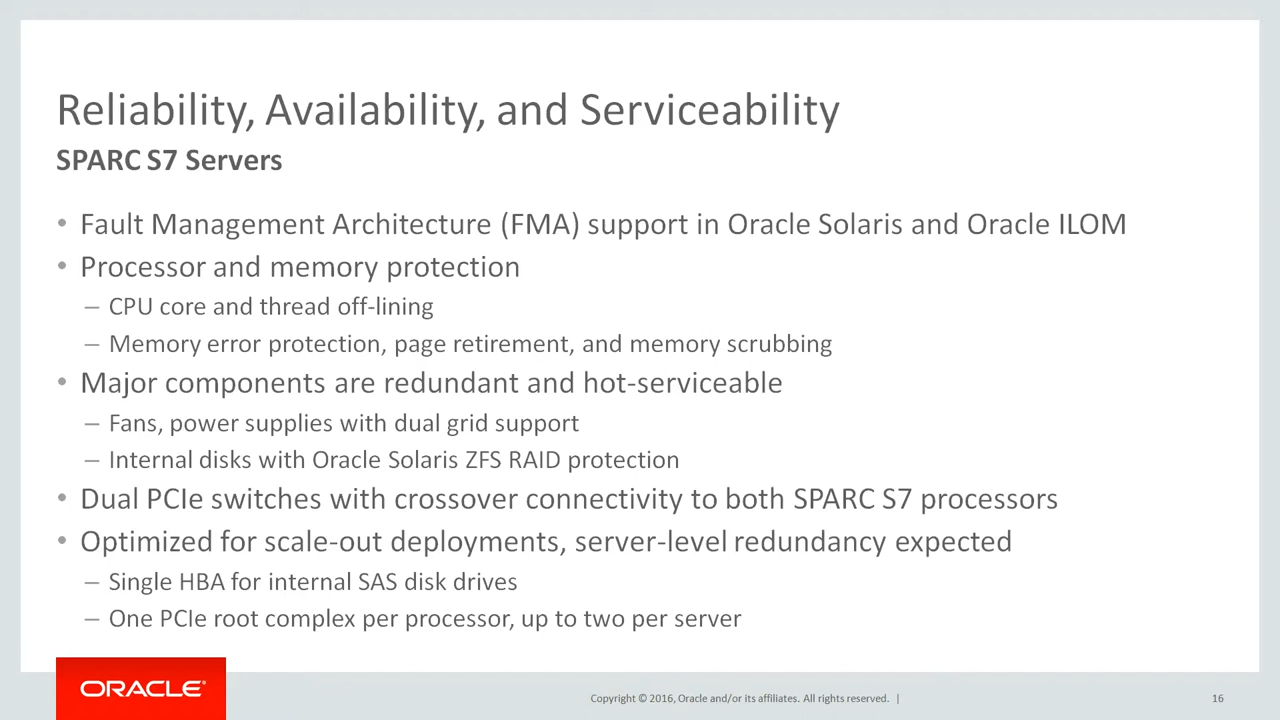 Reliability, Availability, and Serviceability
SPARC S7 Servers
• Fault Management Architecture (FMA) support in Oracle Solaris and Oracle ILOM
• Processor and memory protection
– CPU core and thread off-lining
– Memory error protection, page retirement, and memory scrubbing
• Major components are redundant and hot-serviceable
– Fans, power supplies with dual grid support
– Internal disks with Oracle Solaris ZFS RAID protection
• Dual PCIe switches with crossover connectivity to both SPARC S7 processors
• Optimized for scale-out deployments, server-level redundancy expected
– Single HBA for internal SAS disk drives
– One PCIe root complex per processor, up to two per server
ORACLE®
Copyright © 2016, Oracle and/or its affiliates. All rights reserved. |
16